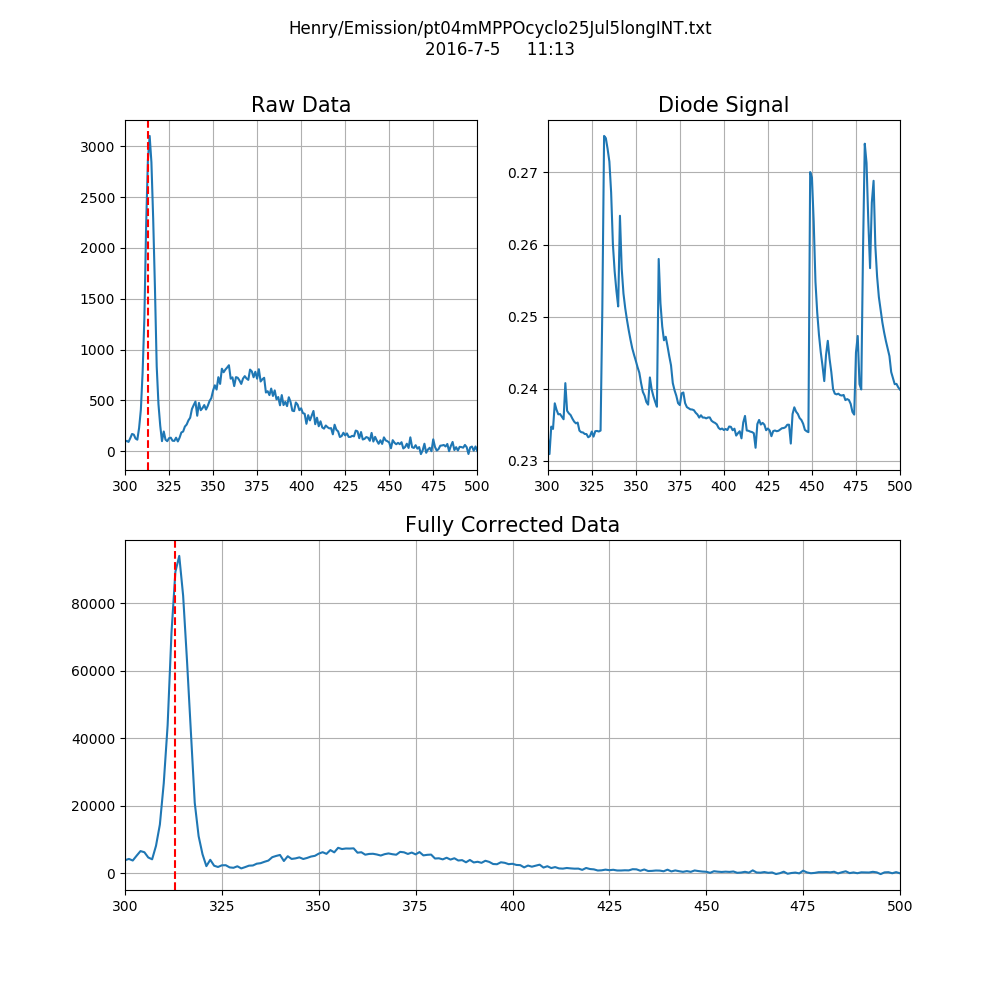 Henry/Emission/pt04mMPPOcyclo25Jul5longINT.txt
2016-7-5 11:13
Raw Data
Diode Signal
3000
2500
2000
1500
1000
500
0
300 325 350 375 400 425 450 475 500
0.27
0.26
0.25
0.24
0.23
300 325 350 375 400 425 450 475 500
Fully Corrected Data
80000
60000
40000
20000
0
300 325 350 375 400 425 450 475 500